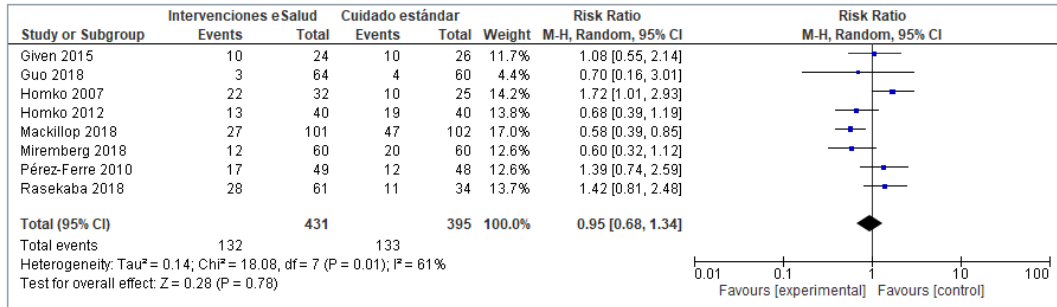 Intervenciones eSalud Cuidado estándar Risk Ratio Risk Ratio
Study or Subgroup Events Total Events Total Weight M-H, Random, 95% CI M-H, Random, 95% CI
Given 2015 10 24 10 26 11.7% 1.08 [0.55, 2.14]
Guo 2018 3 64 4 60 4.4% 0.70 [0.16, 3.01]
Homko 2007 22 32 10 25 14.2% 1.72 [1.01, 2.93]
Homko 2012 13 40 19 40 13.8% 0.68 [0.39, 1.19]
Mackillop 2018 27 101 47 102 17.0% 0.58 [0.39, 0.85]
Miremberg 2018 12 60 20 60 12.6% 0.60 [0.32, 1.12]
Pérez-Ferre 2010 17 49 12 48 12.6% 1.39 [0.74, 2.59]
Rasekaba 2018 28 61 11 34 13.7% 1.42 [0.81, 2.48]
Total (95% CI) 431 395 100.0% 0.95 [0.68, 1.34]
Total events 132 133
Heterogeneity: Tau² = 0.14; Chi² = 18.08, df = 7 (P = 0.01); I² = 61%
Test for overall effect: Z = 0.28 (P = 0.78)
0.01 0.1 1 10 100
Favours [experimental] Favours [control]